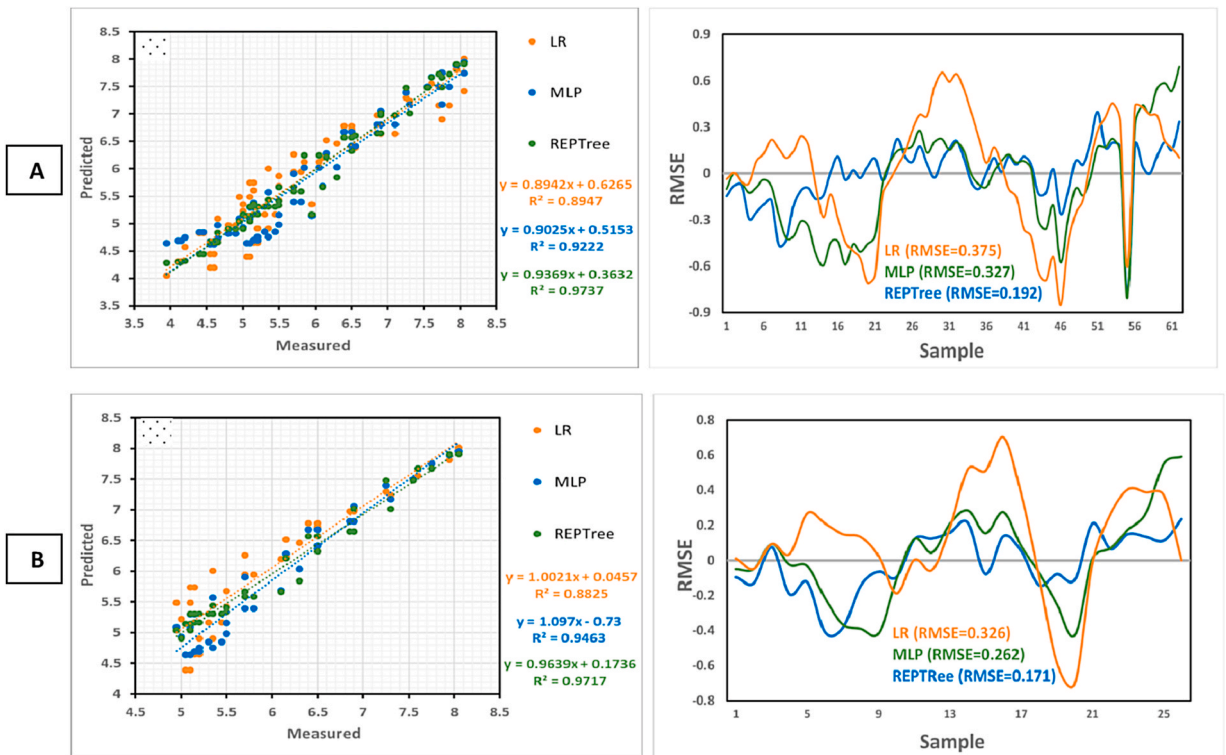 A
8.5
8
7.5
7
6.5
6
5.5
5
4.5
4
3.5
Predicted
3.5 4 4.5 5 5.5 6 6.5 7 7.5 8 8.5
Measured
LR
MLP
REPTree
y = 0.8942x + 0.6265
R² = 0.8947
y = 0.9025x + 0.5153
R² = 0.9222
y = 0.9369x + 0.3632
R² = 0.9737
0.9
0.6
0.3
0
-0.3
-0.6
-0.9
RMSE
LR (RMSE=0.375)
MLP (RMSE=0.327)
REPTree (RMSE=0.192)
1 6 11 16 21 26 31 36 41 46 51 56 61
Sample
B
8.5
8
7.5
7
6.5
6
5.5
5
4.5
4
Predicted
4.5 5 5.5 6 6.5 7 7.5 8 8.5
Measured
LR
MLP
REPTree
y = 1.0021x + 0.0457
R² = 0.8825
y = 1.097x - 0.73
R² = 0.9463
y = 0.9639x + 0.1736
R² = 0.9717
0.8
0.6
0.4
0.2
0
-0.2
-0.4
-0.6
-0.8
RMSE
LR (RMSE=0.326)
MLP (RMSE=0.262)
REPTRee (RMSE=0.171)
1 5 9 13 17 21 25
Sample